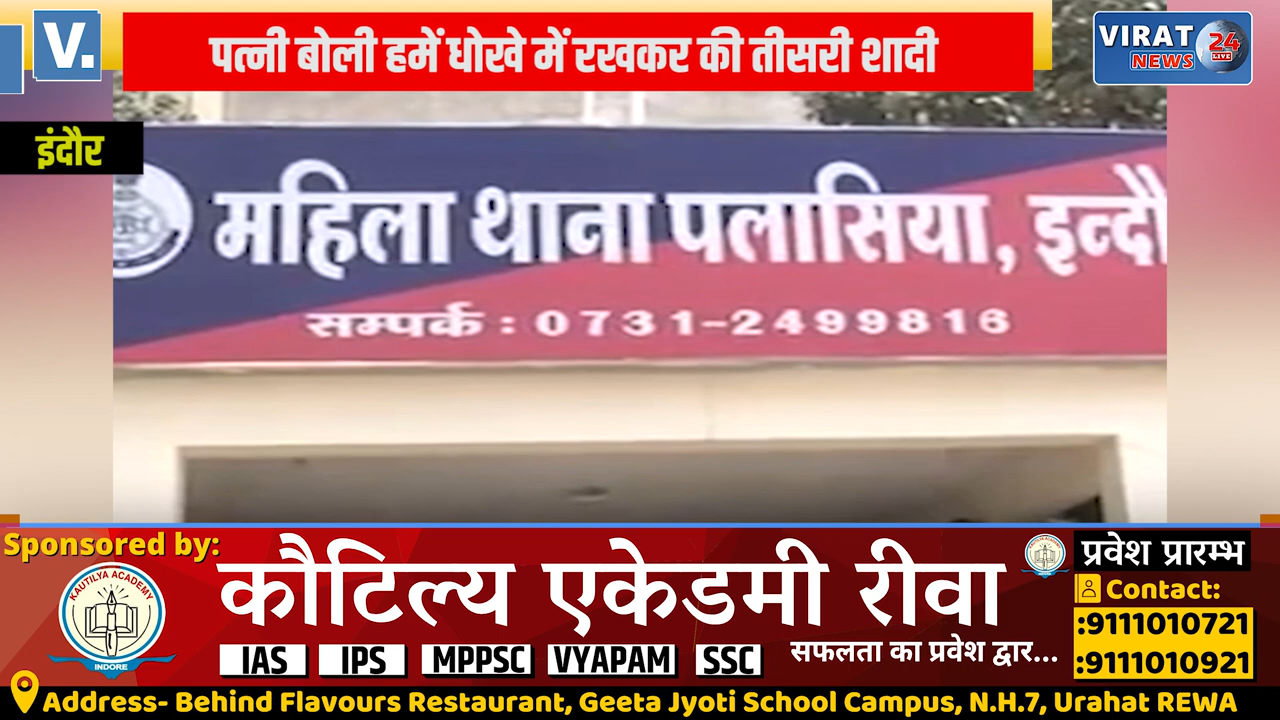 V.
पत्नी बोली हमें धोखे में रखकर की तीसरी शादी
VIRAT
NEWS
24
LIVE
इंदौर
महिला थाना पलासिया, इन्दौ
सम्पर्क : 0731-2499816
Sponsored by:
KAUTILYA ACADEMY
INDORE
कौटिल्य एकेडमी रीवा
IAS IPS MPPSC VYAPAM SSC
सफलता का प्रवेश द्वार...
प्रवेश प्रारम्भ
Contact:
:9111010721
:9111010921
Address- Behind Flavours Restaurant, Geeta Jyoti School Campus, N.H.7, Urahat REWA